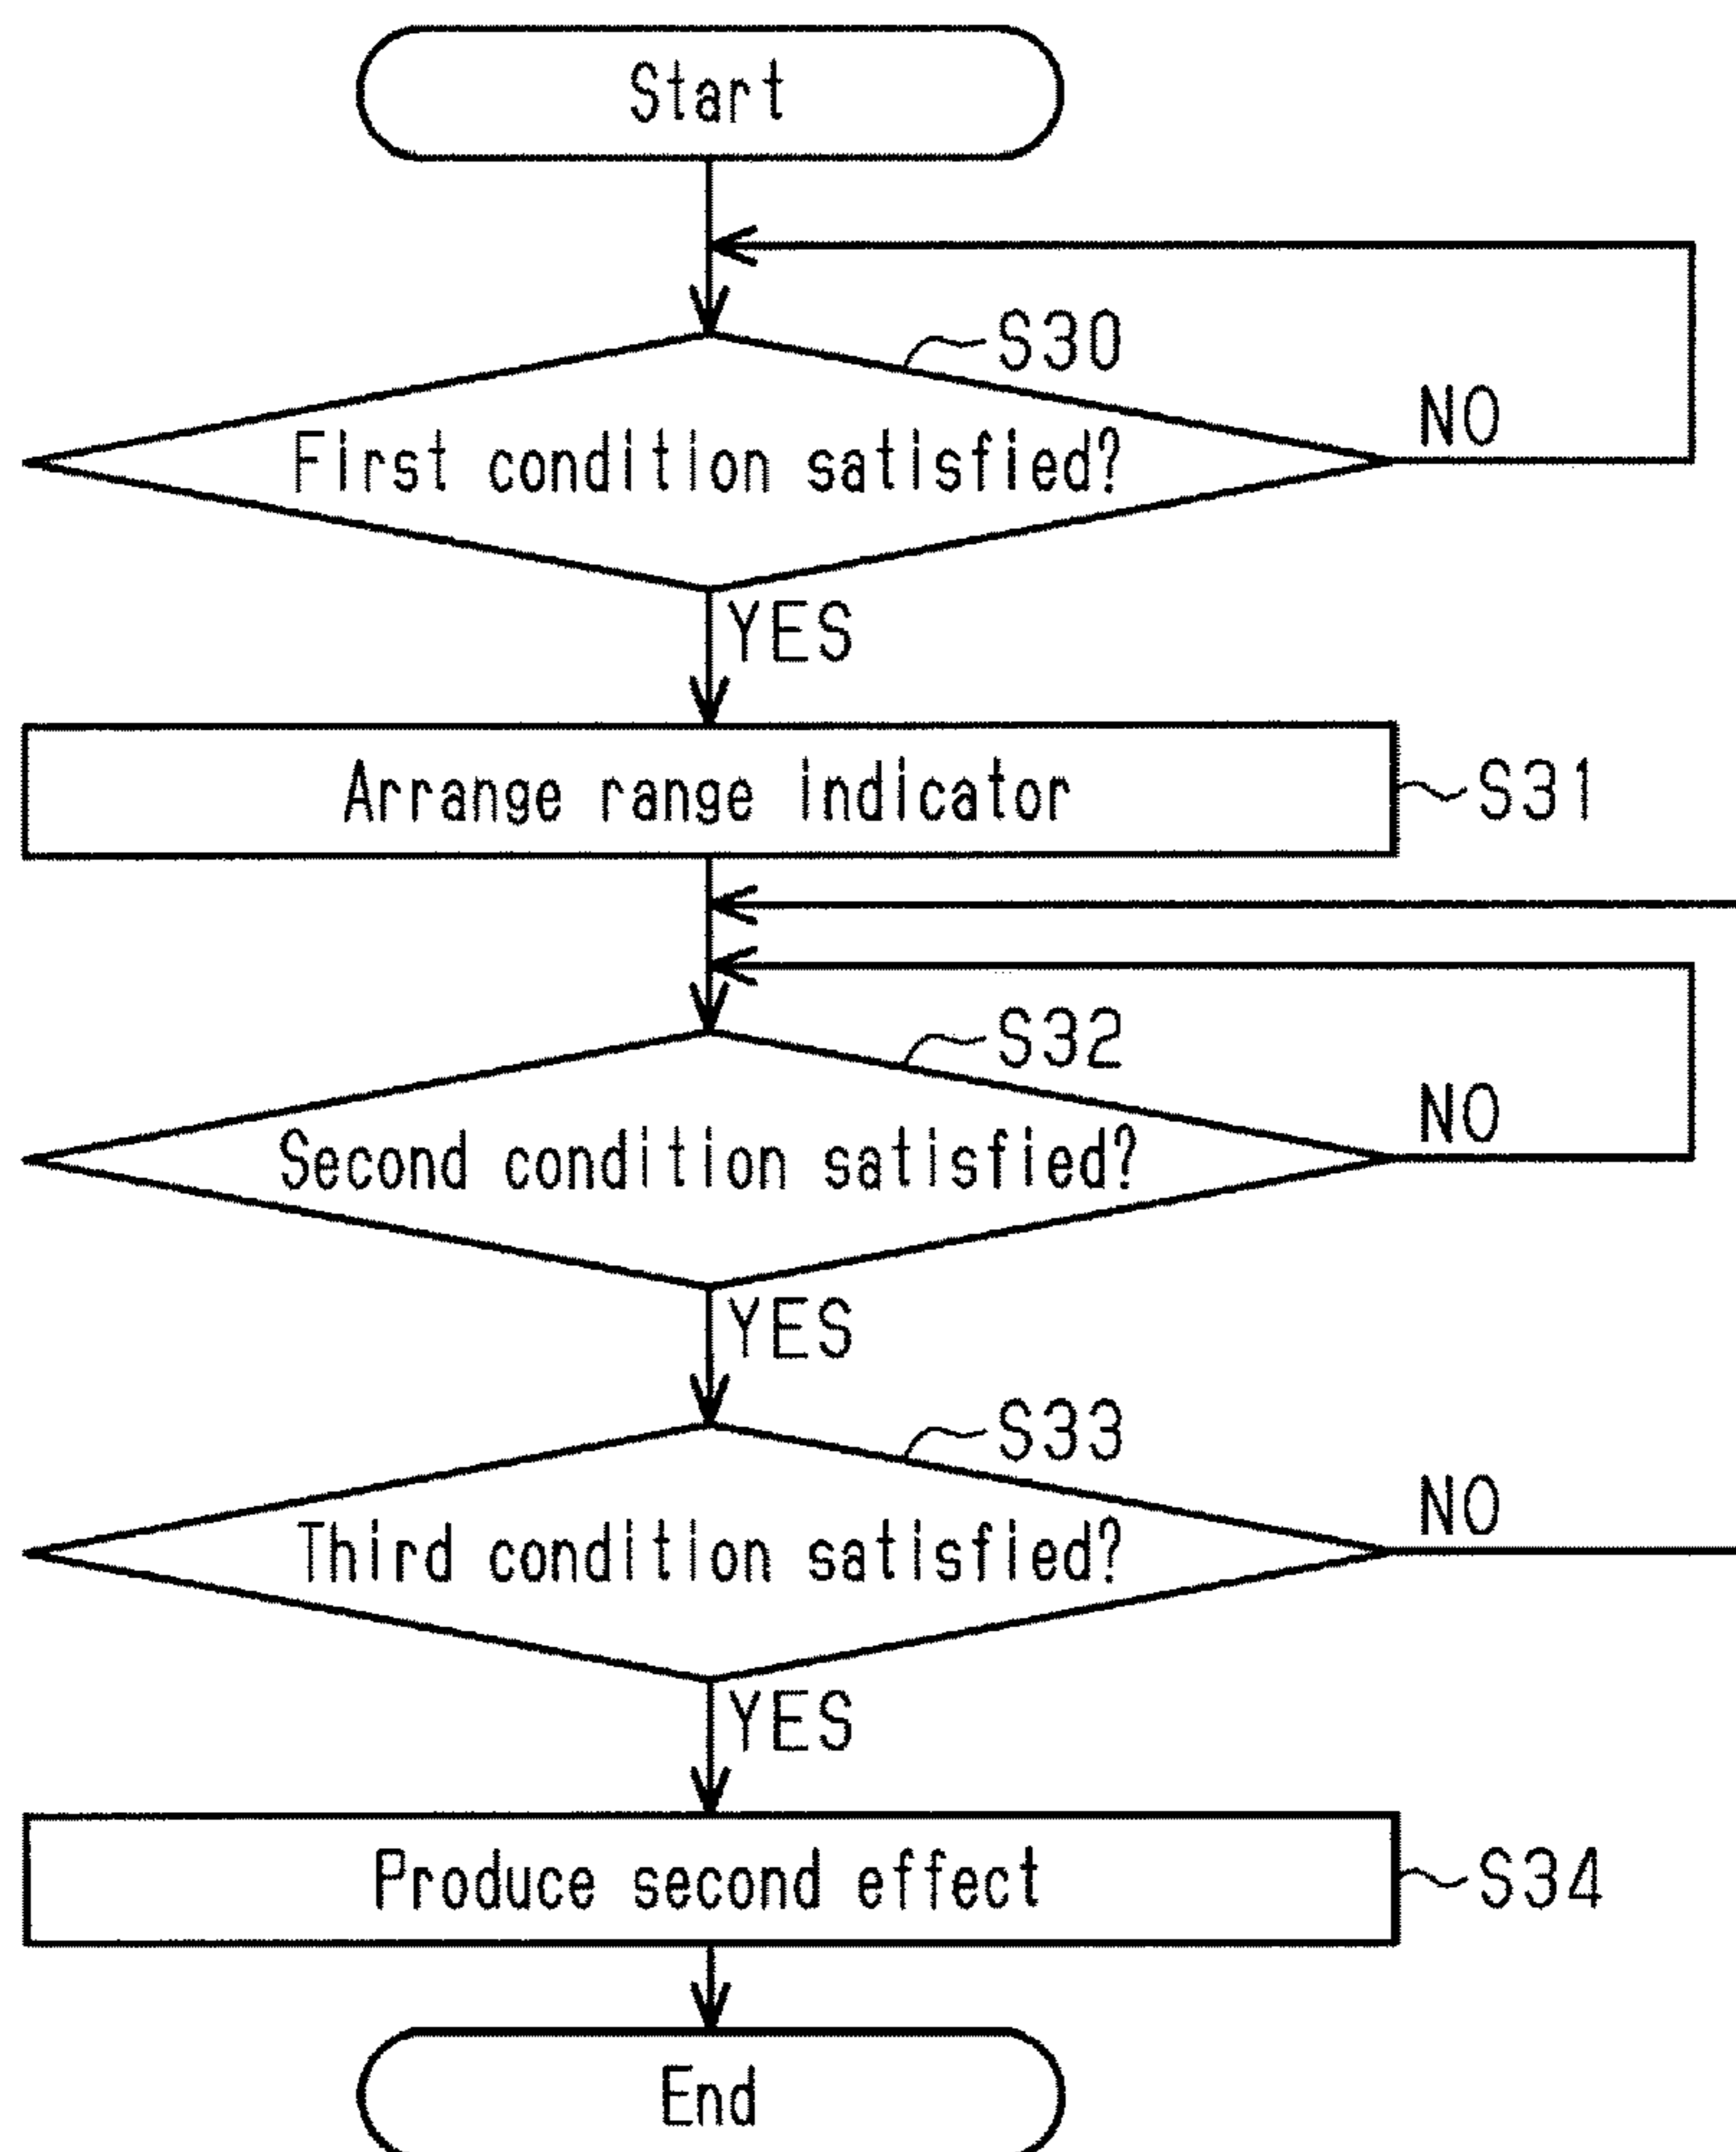 Start
S30
NO
First condition satisfied?
YES
Arrange range indicator
S31
S32
NO
Second condition satisfied?
YES
S33
NO
Third condition satisfied?
YES
Produce second effect
S34
End